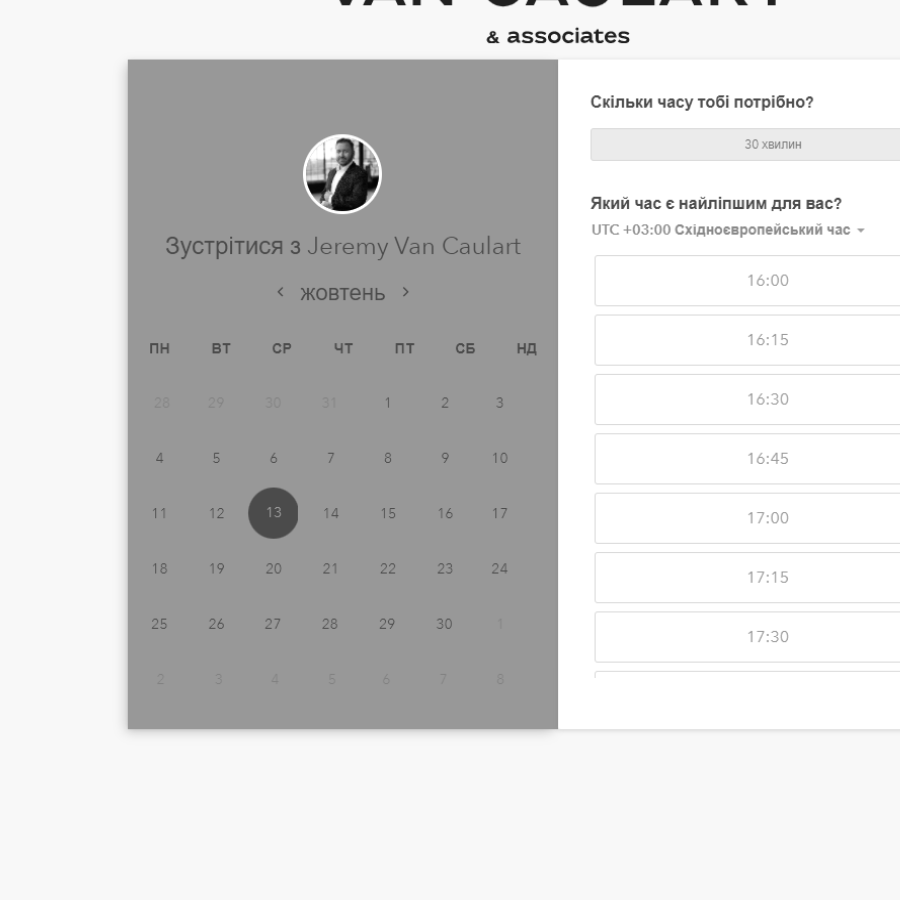 VAN CAULART
& associates
Зустрітися з Jeremy Van Caulart
жовтень
ПН ВТ СР ЧТ ПТ СБ НД
28 29 30 31 1 2 3
4 5 6 7 8 9 10
11 12 13 14 15 16 17
18 19 20 21 22 23 24
25 26 27 28 29 30 1
2 3 4 5 6 7 8
Скільки часу тобі потрібно?
30 хвилин
Який час є найліпшим для вас?
UTC +03:00 Східноєвропейський час
16:00
16:15
16:30
16:45
17:00
17:15
17:30